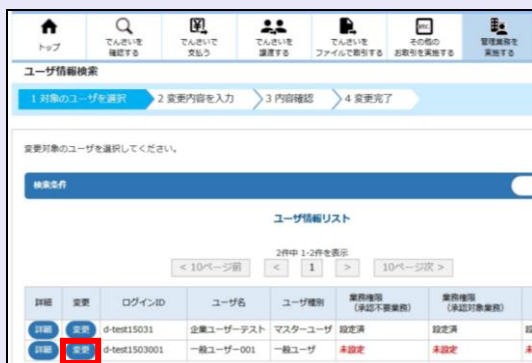 トップ
でんさいを
確認する
でんさいで
支払う
でんさいを
譲渡する
でんさいを
ファイルで取引する
etc.
その他の
お取引を実施する
管理業務を
実施する
ユーザ情報検索
1 対象のユーザを選択
2 変更内容を入力
3 内容確認
4 変更完了
変更対象のユーザを選択してください。
検索条件
ユーザ情報リスト
2件中 1-2件を表示
< 10ページ前 < 1 > 10ページ次 >
詳細 変更 ログインID ユーザ名 ユーザ種別 業務権限 (承認不要業務) 業務権限 (承認対象業務)
詳細 変更 d-test15031 企業ユーザーテスト マスターユーザ 設定済 設定済
詳細 変更 d-test1503001 一般ユーザー001 一般ユーザ 未設定 未設定